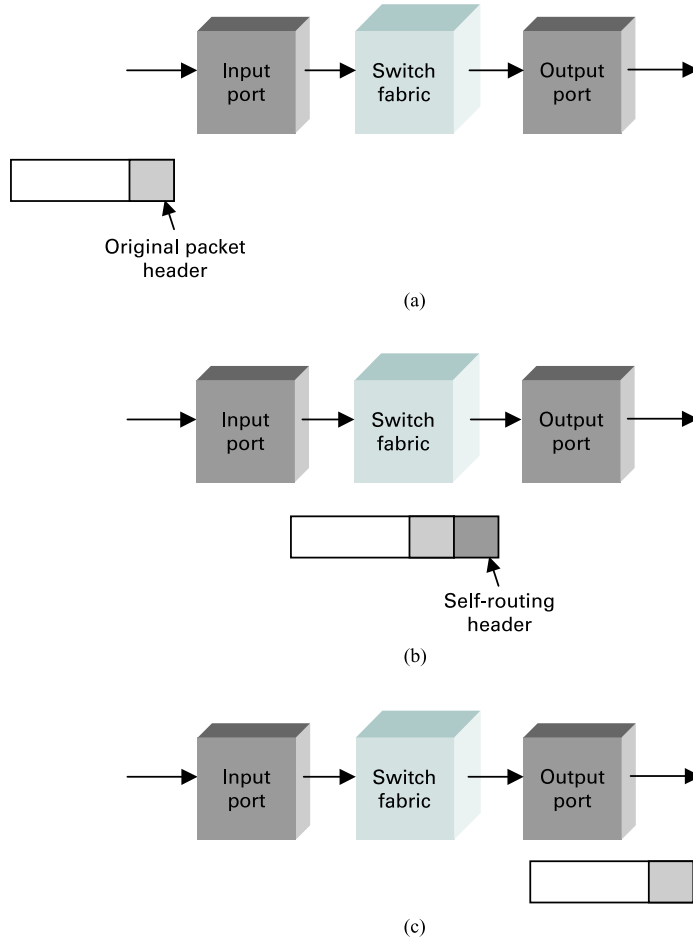 Input
port
Switch
fabric
Output
port
Original packet
header
(a)
Input
port
Switch
fabric
Output
port
Self-routing
header
(b)
Input
port
Switch
fabric
Output
port
(c)